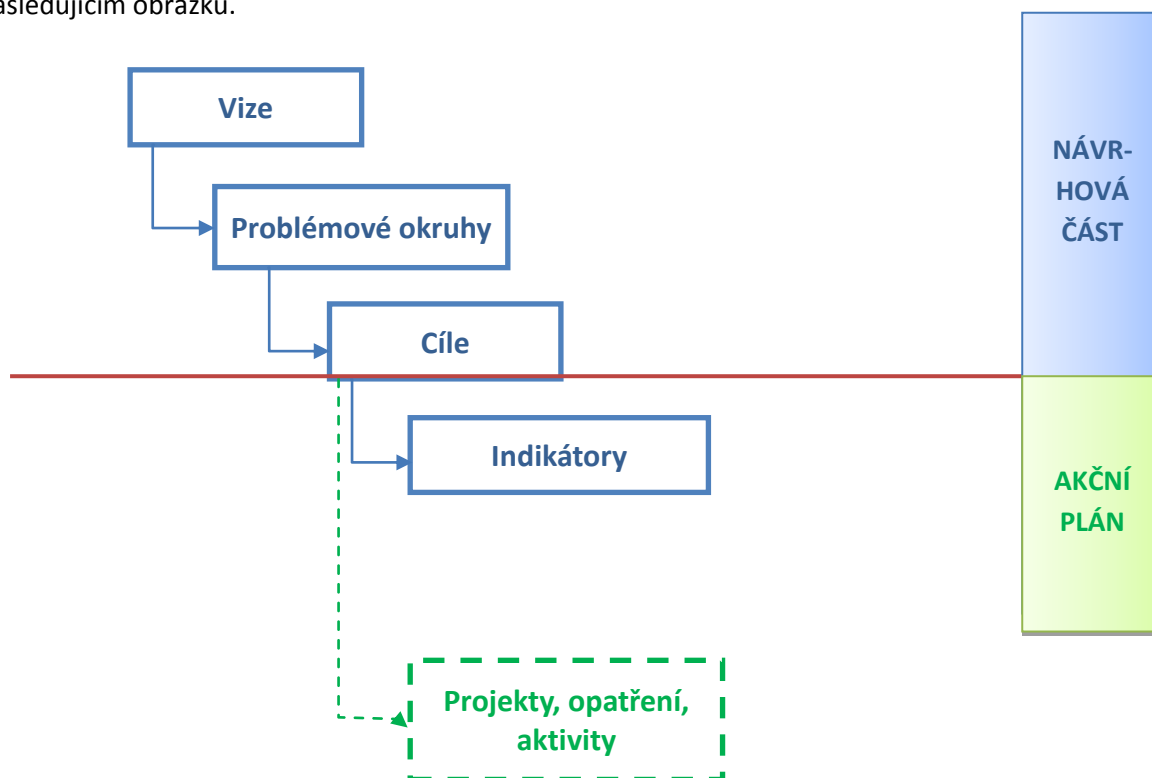 následujícím obrázku.
Vize
Problémové okruhy
Cíle
Indikátory
Projekty, opatření,
aktivity
NÁVR-
HOVÁ
ČÁST
AKČNÍ
PLÁN